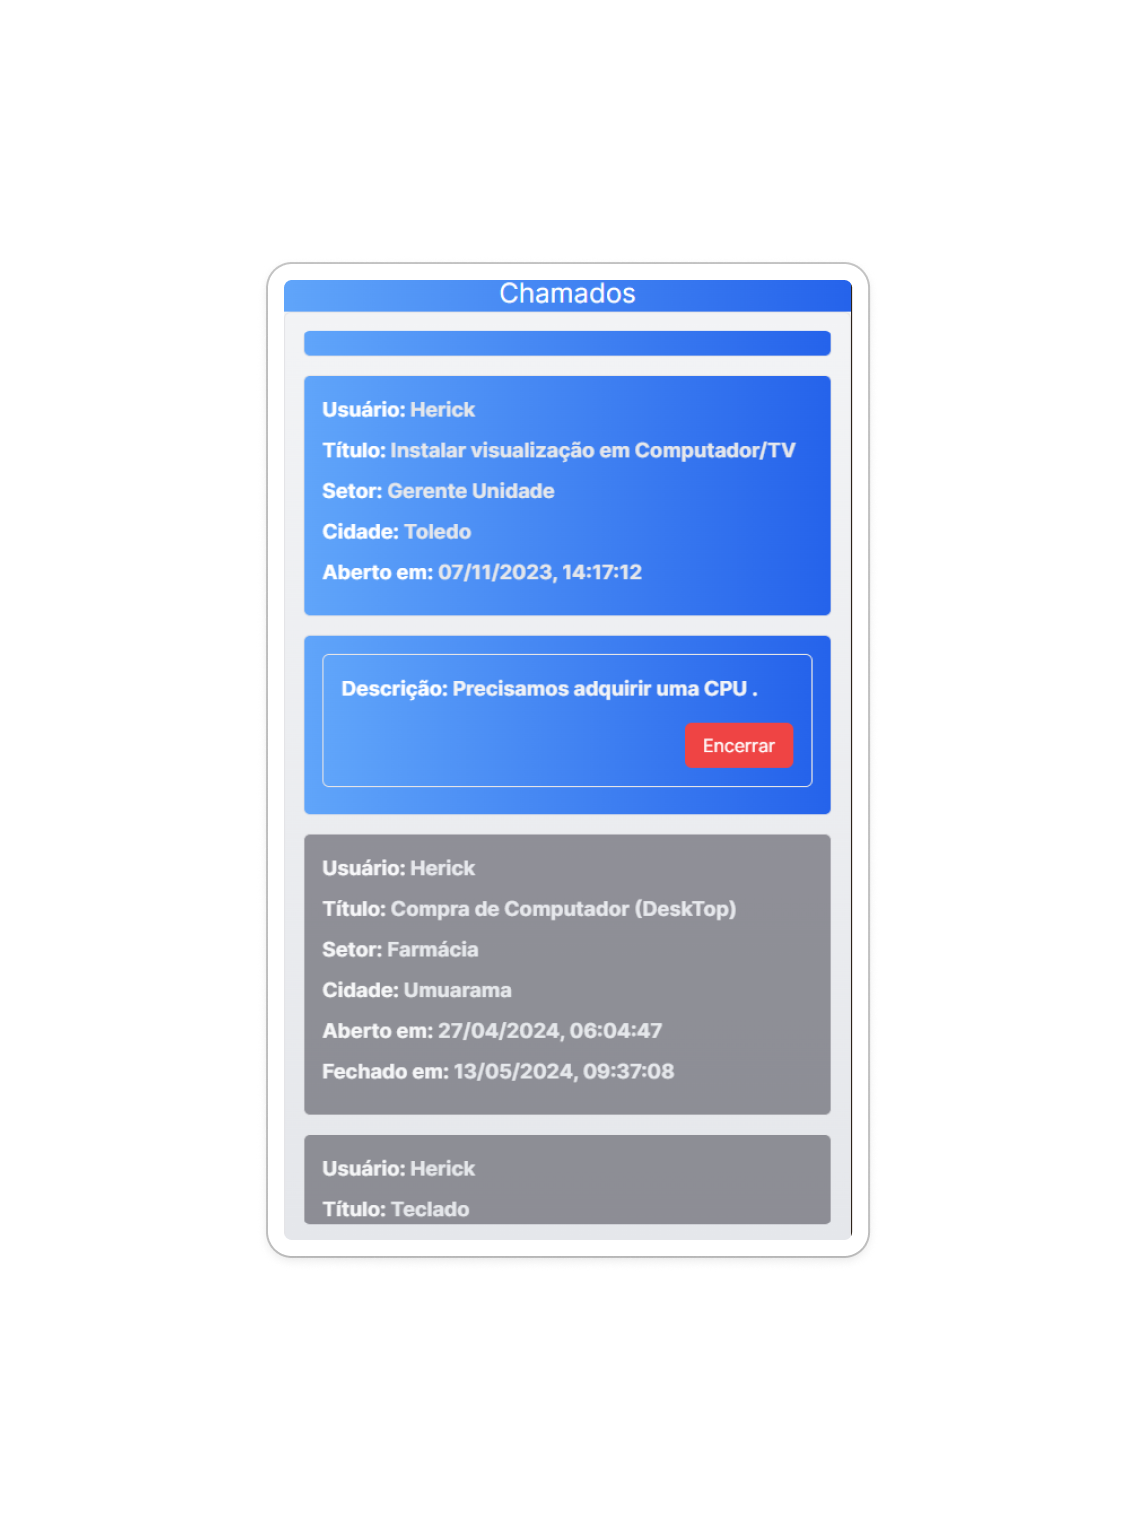 Chamados
Usuário: Herick
Título: Instalar visualização em Computador/TV
Setor: Gerente Unidade
Cidade: Toledo
Aberto em: 07/11/2023, 14:17:12
Descrição: Precisamos adquirir uma CPU .
Encerrar
Usuário: Herick
Título: Compra de Computador (DeskTop)
Setor: Farmácia
Cidade: Umuarama
Aberto em: 27/04/2024, 06:04:47
Fechado em: 13/05/2024, 09:37:08
Usuário: Herick
Título: Teclado